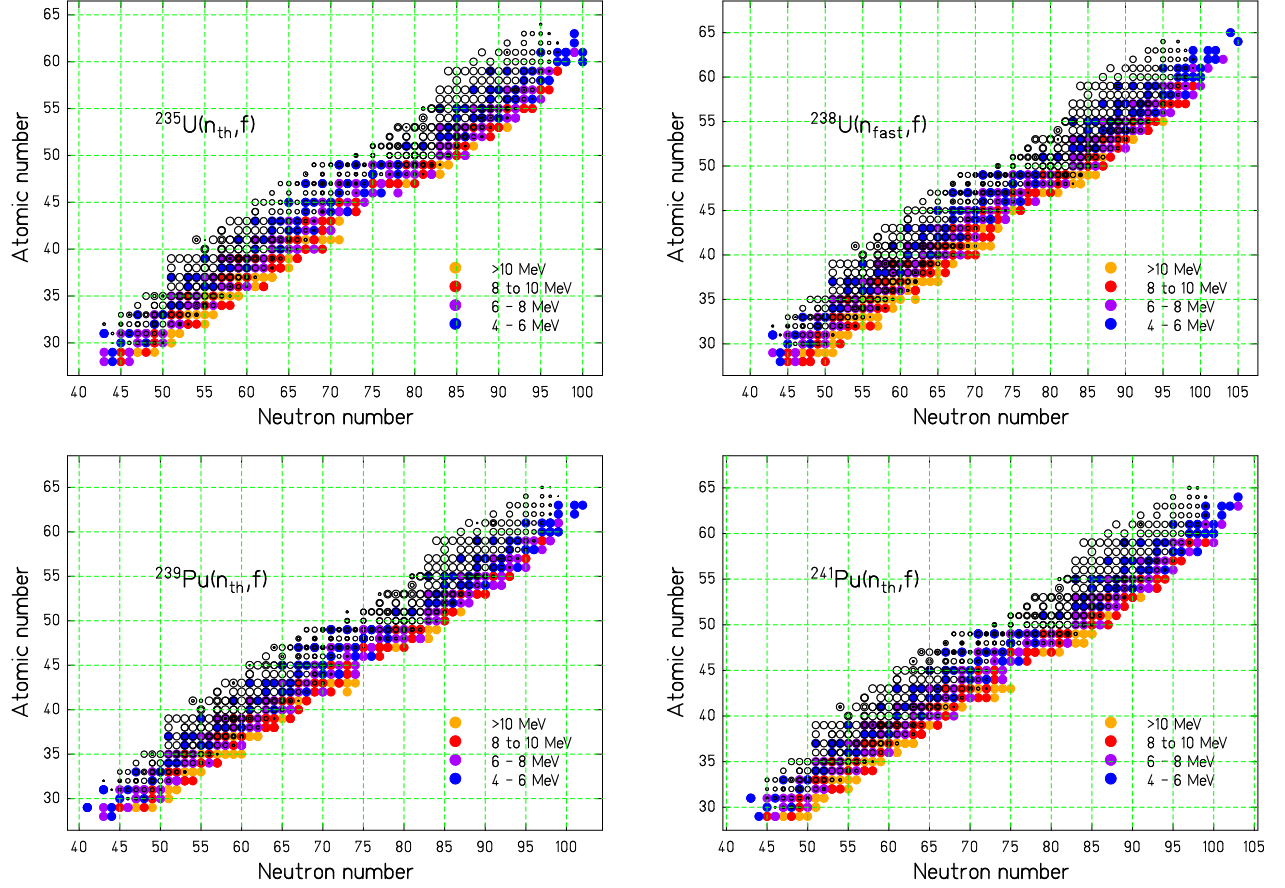 65
60
55
50
45
40
35
30
Atomic number
²³⁵U(nth,f)
>10 MeV
8 to 10 MeV
6 – 8 MeV
4 – 6 MeV
40 45 50 55 60 65 70 75 80 85 90 95 100
Neutron number
65
60
55
50
45
40
35
30
Atomic number
²³⁸U(nfast,f)
>10 MeV
8 to 10 MeV
6 – 8 MeV
4 – 6 MeV
40 45 50 55 60 65 70 75 80 85 90 95 100 105
Neutron number
65
60
55
50
45
40
35
30
Atomic number
²³⁹Pu(nth,f)
>10 MeV
8 to 10 MeV
6 – 8 MeV
4 – 6 MeV
40 45 50 55 60 65 70 75 80 85 90 95 100
Neutron number
65
60
55
50
45
40
35
30
Atomic number
²⁴¹Pu(nth,f)
>10 MeV
8 to 10 MeV
6 – 8 MeV
4 – 6 MeV
40 45 50 55 60 65 70 75 80 85 90 95 100 105
Neutron number